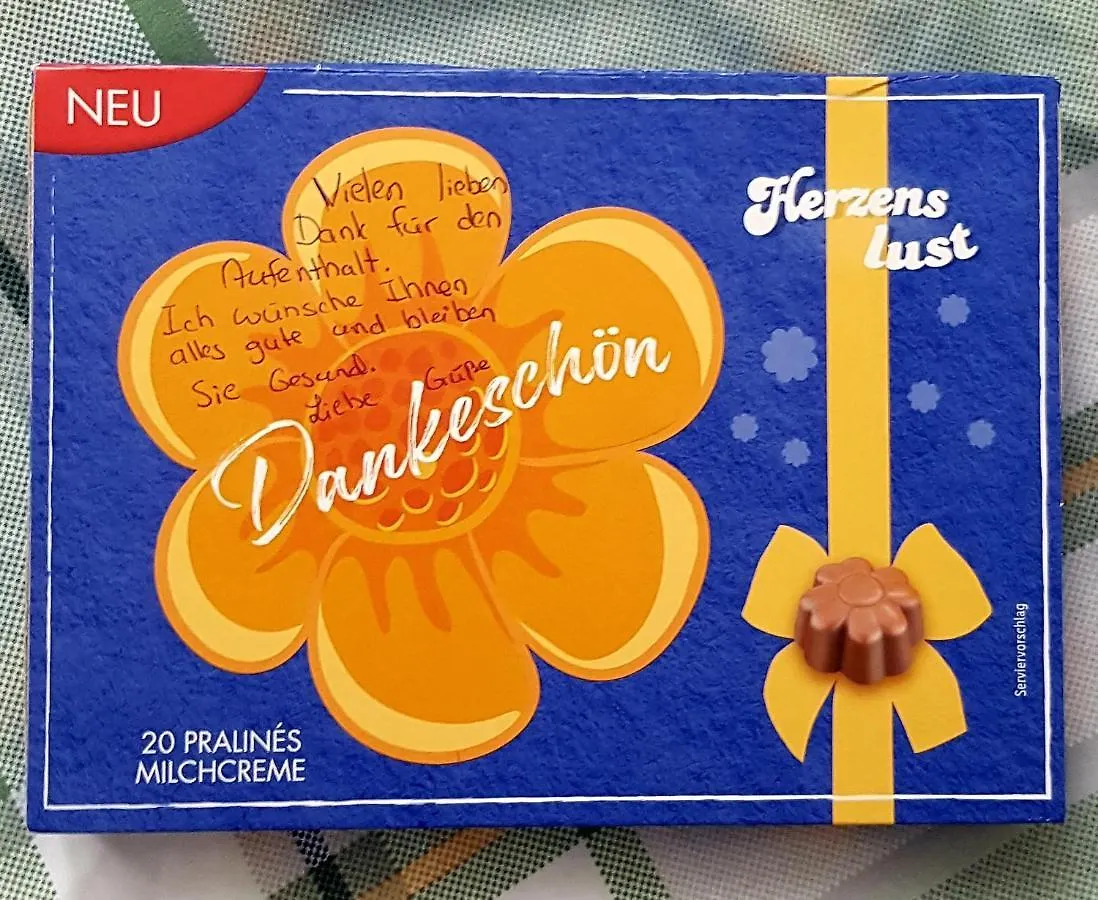 NEU
Herzens
lust
Vielen lieben
Dank für den
Aufenthalt.
Ich wünsche Ihnen
alles gute und bleiben
Sie Gesund.
Liebe Grüße
Dankeschön
20 PRALINÉS
MILCHCREME
Serviervorschlag